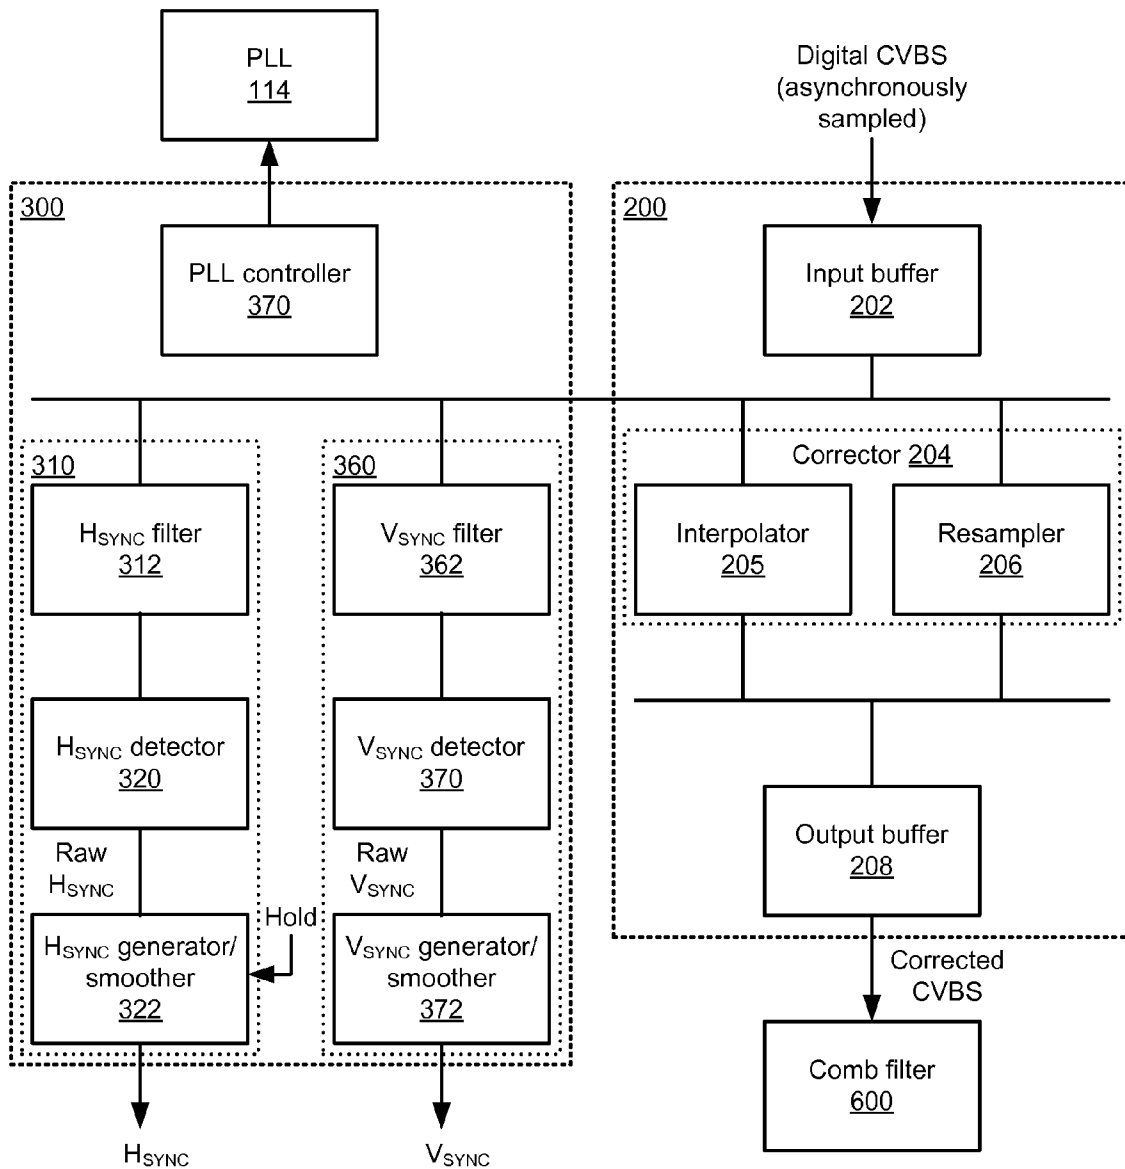 PLL
114
Digital CVBS
(asynchronously
sampled)
300
PLL controller
370
200
Input buffer
202
310
HSYNC filter
312
360
VSYNC filter
362
Corrector 204
Interpolator
205
Resampler
206
HSYNC detector
320
VSYNC detector
370
Raw
HSYNC
Raw
VSYNC
Output buffer
208
Hold
HSYNC generator/
smoother
322
VSYNC generator/
smoother
372
Corrected
CVBS
Comb filter
600
HSYNC
VSYNC